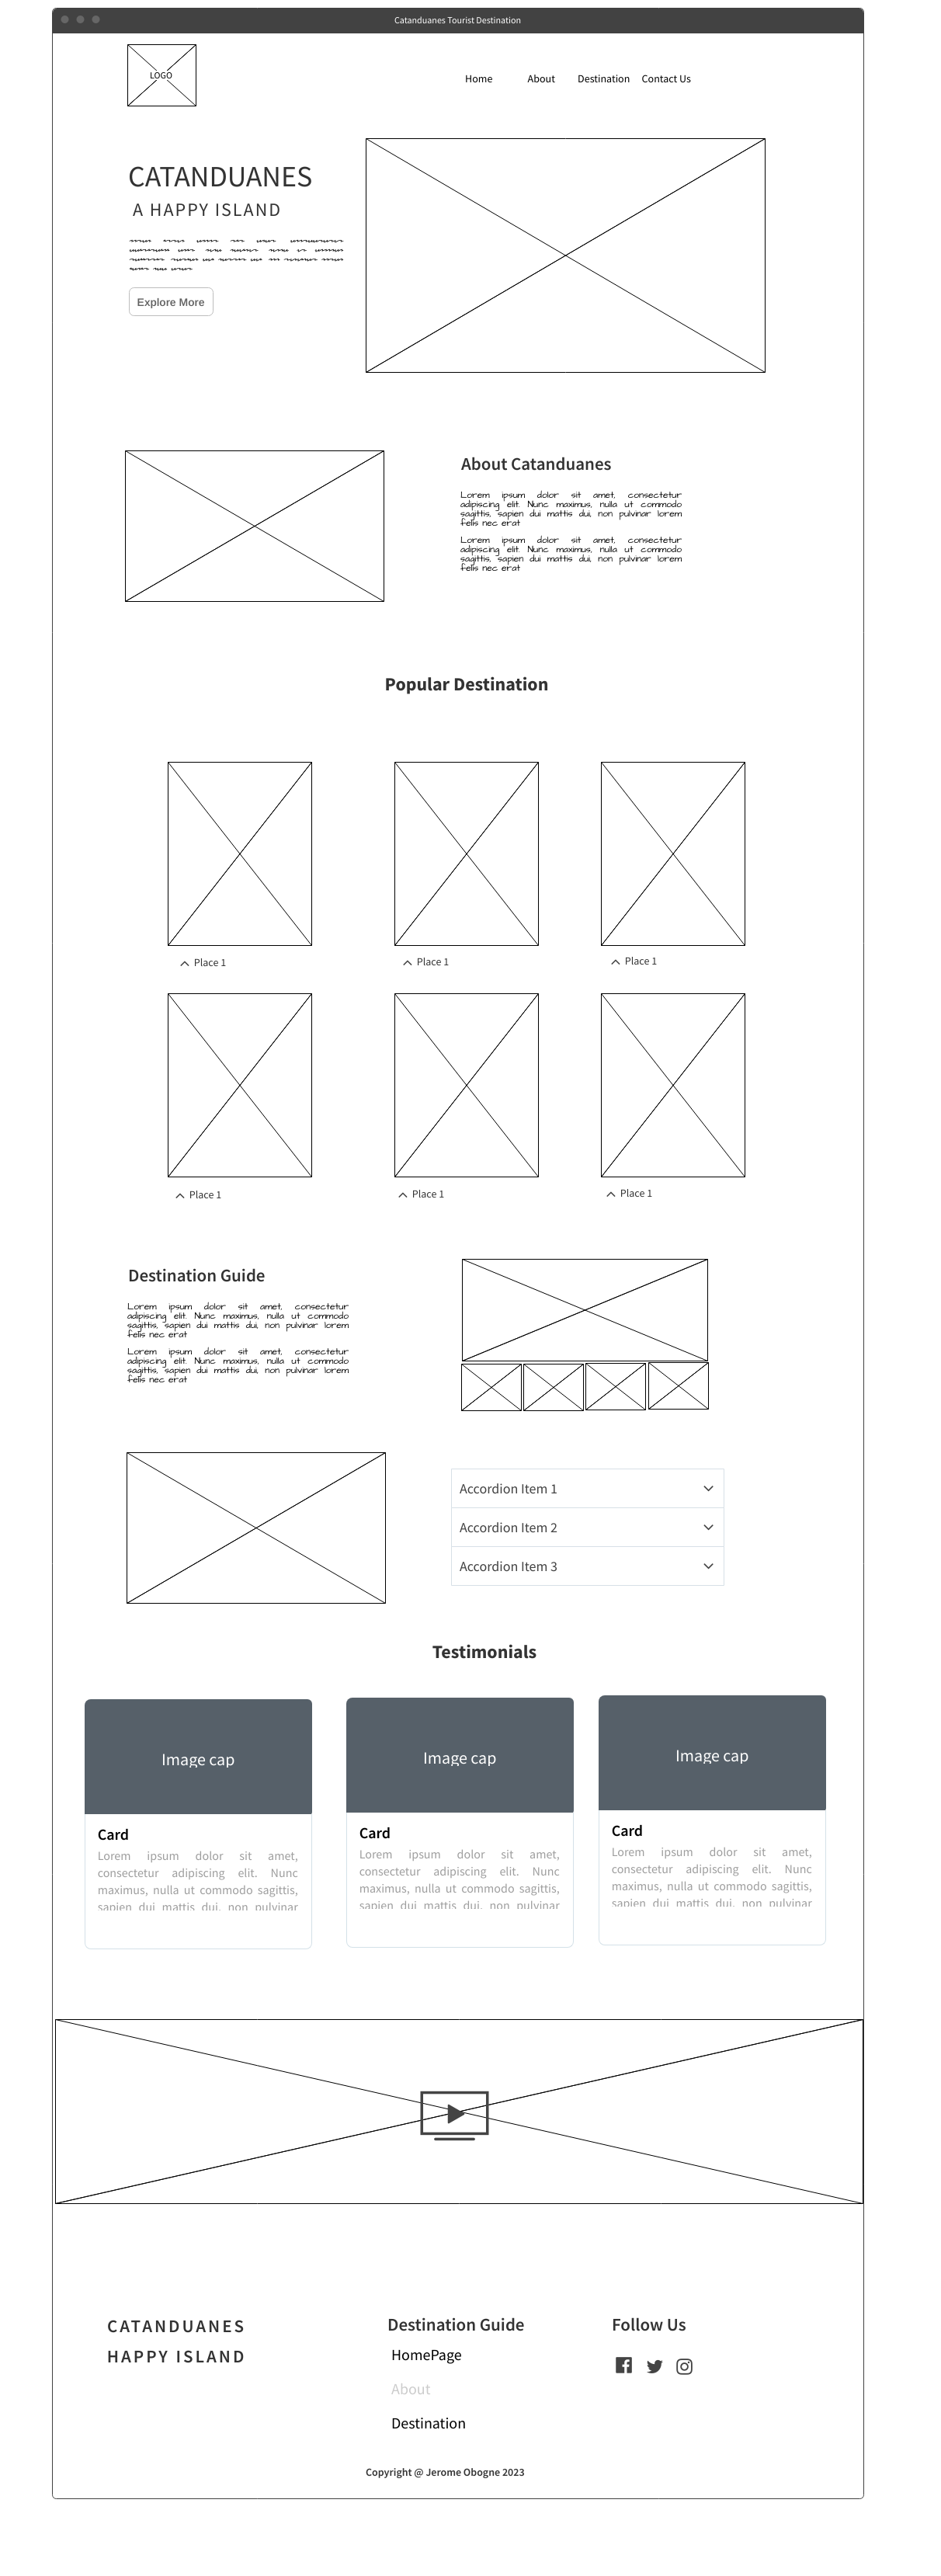 Catanduanes Tourist Destination
LOGO
Home About Destination Contact Us
CATANDUANES
A HAPPY ISLAND
Explore More
About Catanduanes
Lorem ipsum dolor sit amet, consectetur
adipiscing elit. Nunc maximus, nulla ut commodo
sagittis, sapien dui mattis dui, non pulvinar lorem
felis nec erat
Lorem ipsum dolor sit amet, consectetur
adipiscing elit. Nunc maximus, nulla ut commodo
sagittis, sapien dui mattis dui, non pulvinar lorem
felis nec erat
Popular Destination
Place 1
Place 1
Place 1
Place 1
Place 1
Place 1
Destination Guide
Lorem ipsum dolor sit amet, consectetur
adipiscing elit. Nunc maximus, nulla ut commodo
sagittis, sapien dui mattis dui, non pulvinar lorem
felis nec erat
Lorem ipsum dolor sit amet, consectetur
adipiscing elit. Nunc maximus, nulla ut commodo
sagittis, sapien dui mattis dui, non pulvinar lorem
felis nec erat
Accordion Item 1
Accordion Item 2
Accordion Item 3
Testimonials
Image cap
Card
Lorem ipsum dolor sit amet,
consectetur adipiscing elit. Nunc
maximus, nulla ut commodo sagittis,
sapien dui mattis dui, non pulvinar
Image cap
Card
Lorem ipsum dolor sit amet,
consectetur adipiscing elit. Nunc
maximus, nulla ut commodo sagittis,
sapien dui mattis dui, non pulvinar
Image cap
Card
Lorem ipsum dolor sit amet,
consectetur adipiscing elit. Nunc
maximus, nulla ut commodo sagittis,
sapien dui mattis dui, non pulvinar
CATANDUANES
HAPPY ISLAND
Destination Guide
HomePage
About
Destination
Follow Us
Copyright @ Jerome Obogne 2023